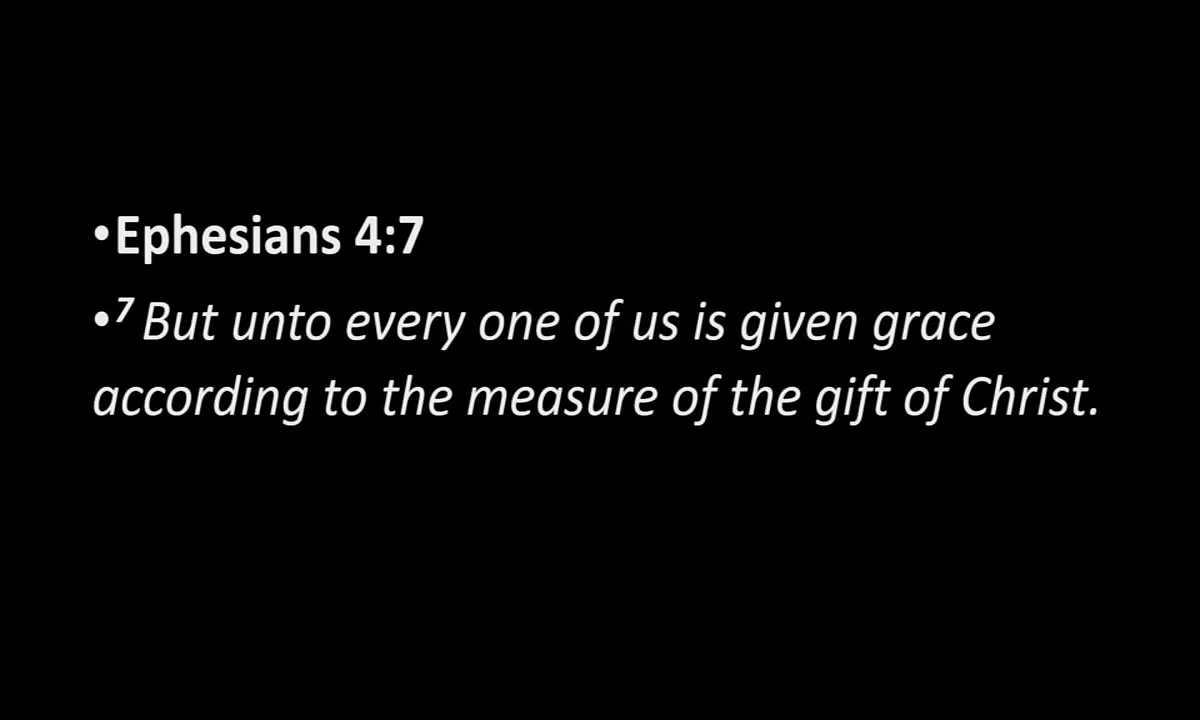 •Ephesians 4:7
•⁷ But unto every one of us is given grace
according to the measure of the gift of Christ.